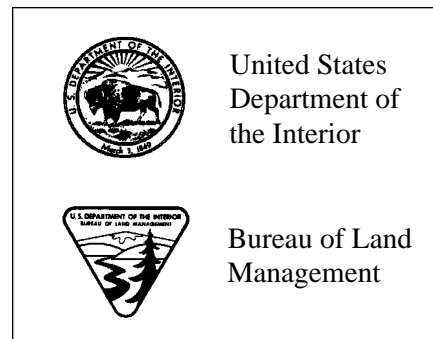 U. S. DEPARTMENT OF THE INTERIOR
March 3, 1849
United States
Department of
the Interior
U. S. DEPARTMENT OF THE INTERIOR
BUREAU OF LAND MANAGEMENT
Bureau of Land
Management